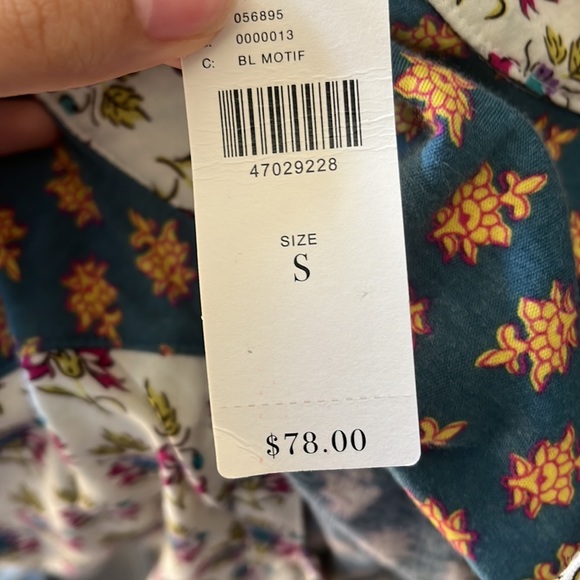 056895
0000013
C: BL MOTIF
47029228
SIZE
S
$78.00